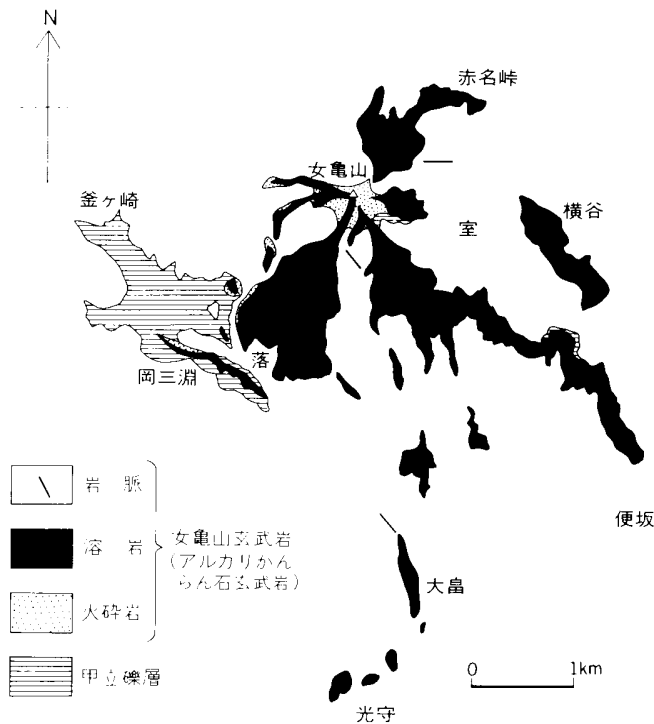 N
赤名峠
女亀山
釜ヶ崎
室
横谷
落
岡三淵
岩脈
溶岩
女亀山玄武岩
(アルカリかん
らん石玄武岩)
火砕岩
甲立礫層
便坂
大畠
0 1km
光守